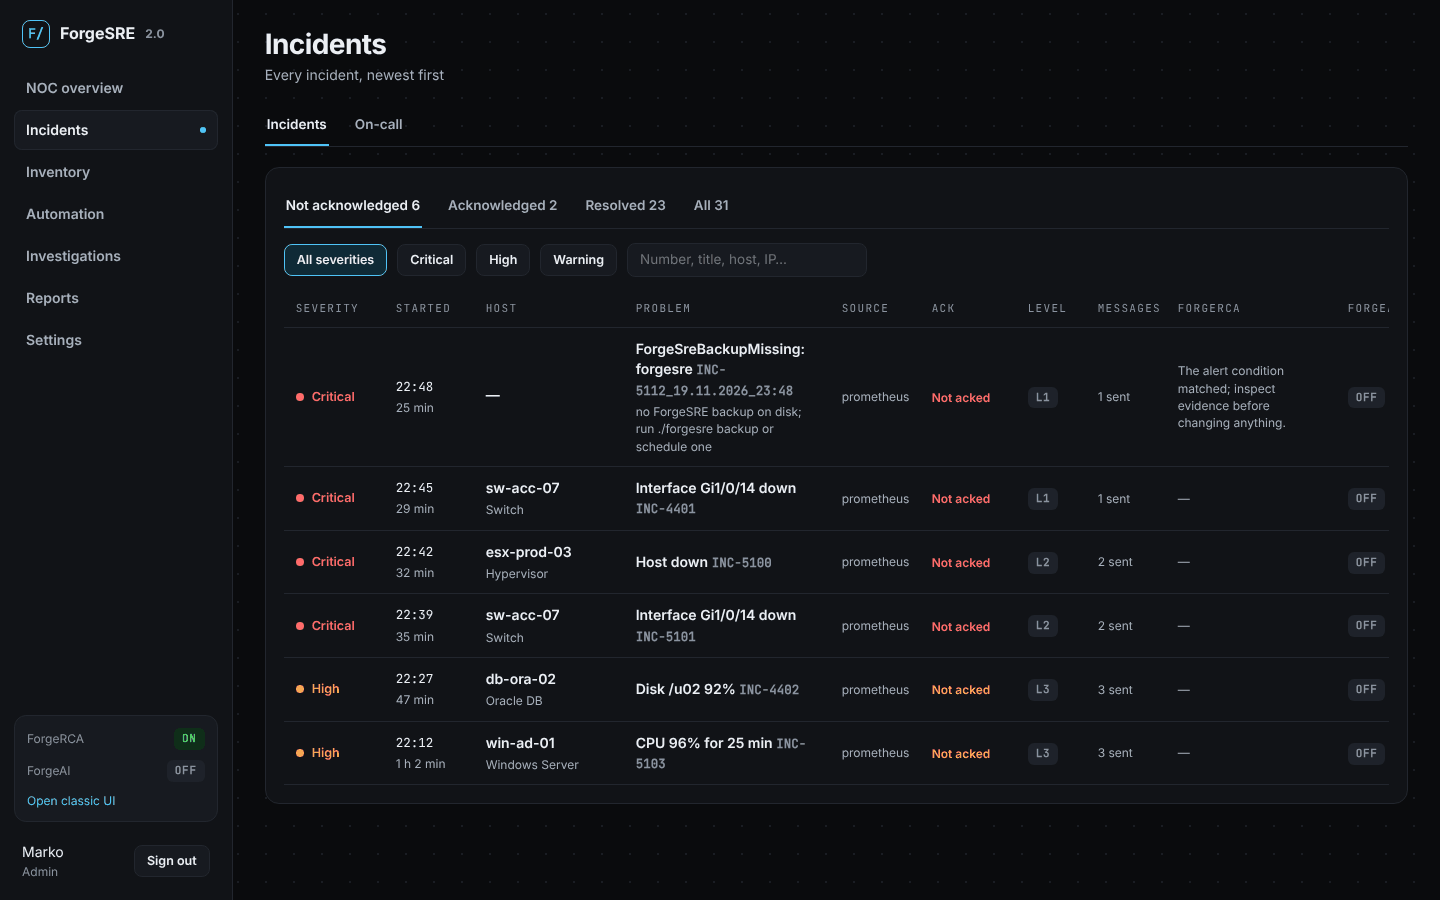 F/ ForgeSRE 2.0
NOC overview
Incidents
Inventory
Automation
Investigations
Reports
Settings
ForgeRCA ON
ForgeAI OFF
Open classic UI
Marko
Admin
Sign out
Incidents
Every incident, newest first
Incidents On-call
Not acknowledged 6 Acknowledged 2 Resolved 23 All 31
All severities Critical High Warning Number, title, host, IP...
SEVERITY STARTED HOST PROBLEM SOURCE ACK LEVEL MESSAGES FORGERCA
Critical
22:48
25 min
—
ForgeSreBackupMissing:
forgesre INC-
5112_19.11.2026_23:48
no ForgeSRE backup on disk;
run ./forgesre backup or
schedule one
prometheus
Not acked
L1
1 sent
The alert condition
matched; inspect
evidence before
changing anything.
OFF
Critical
22:45
29 min
sw-acc-07
Switch
Interface Gi1/0/14 down
INC-4401
prometheus
Not acked
L1
1 sent
—
OFF
Critical
22:42
32 min
esx-prod-03
Hypervisor
Host down INC-5100
prometheus
Not acked
L2
2 sent
—
OFF
Critical
22:39
35 min
sw-acc-07
Switch
Interface Gi1/0/14 down
INC-5101
prometheus
Not acked
L2
2 sent
—
OFF
High
22:27
47 min
db-ora-02
Oracle DB
Disk /u02 92% INC-4402
prometheus
Not acked
L3
3 sent
—
OFF
High
22:12
1 h 2 min
win-ad-01
Windows Server
CPU 96% for 25 min INC-
5103
prometheus
Not acked
L3
3 sent
—
OFF